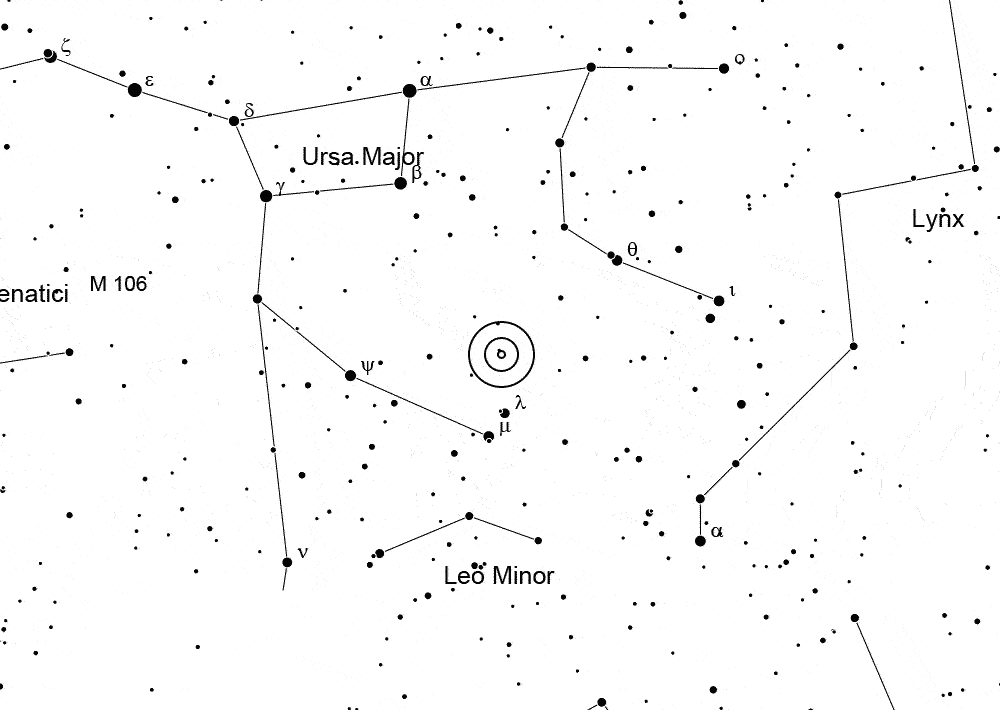 ζ
ε
α
ο
δ
Ursa Major
β
γ
Lynx
θ
M 106
ι
enatici
ψ
λ
μ
α
ν
Leo Minor